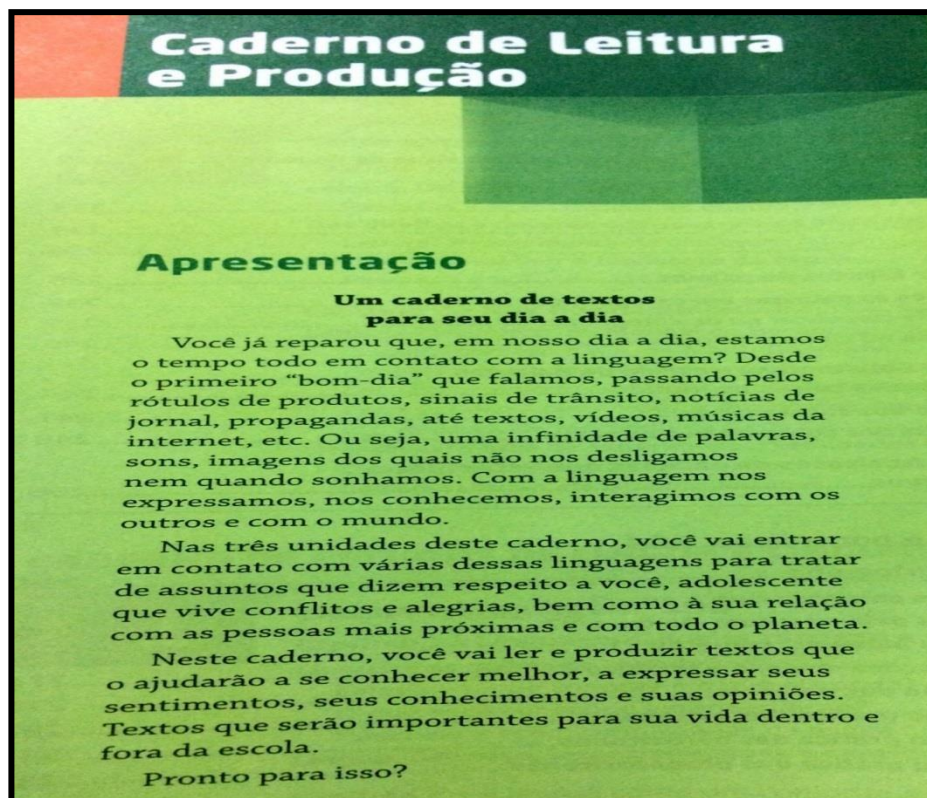 Caderno de Leitura
e Produção
Apresentação
Um caderno de textos
para seu dia a dia
Você já reparou que, em nosso dia a dia, estamos
o tempo todo em contato com a linguagem? Desde
o primeiro “bom-dia” que falamos, passando pelos
rótulos de produtos, sinais de trânsito, notícias de
jornal, propagandas, até textos, vídeos, músicas da
internet, etc. Ou seja, uma infinidade de palavras,
sons, imagens dos quais não nos desligamos
nem quando sonhamos. Com a linguagem nos
expressamos, nos conhecemos, interagimos com os
outros e com o mundo.
Nas três unidades deste caderno, você vai entrar
em contato com várias dessas linguagens para tratar
de assuntos que dizem respeito a você, adolescente
que vive conflitos e alegrias, bem como à sua relação
com as pessoas mais próximas e com todo o planeta.
Neste caderno, você vai ler e produzir textos que
o ajudarão a se conhecer melhor, a expressar seus
sentimentos, seus conhecimentos e suas opiniões.
Textos que serão importantes para sua vida dentro e
fora da escola.
Pronto para isso?